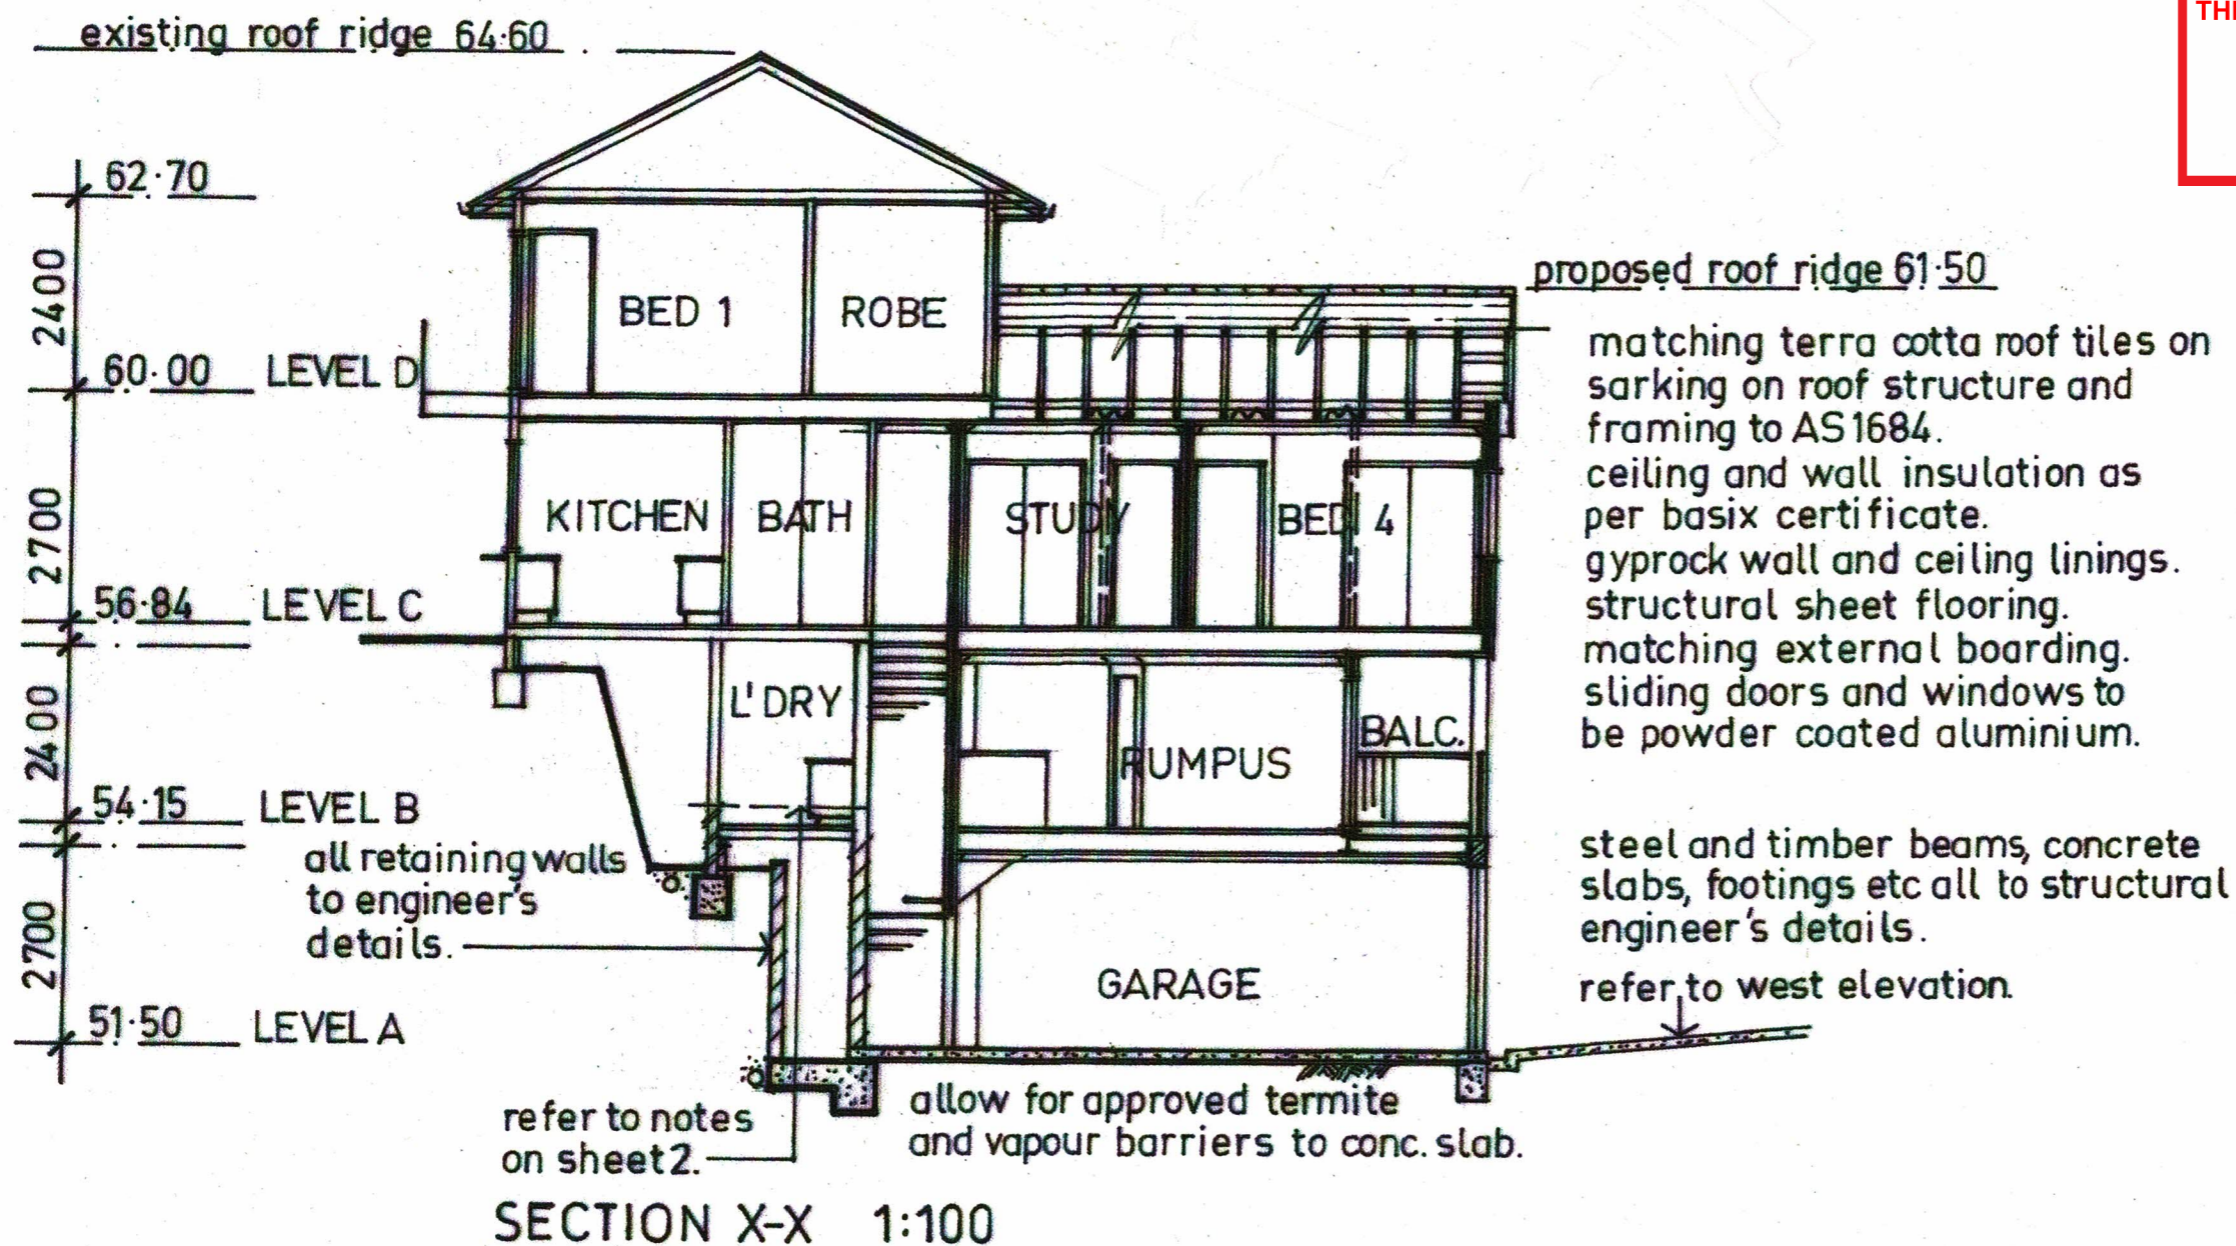 THE
existing roof ridge 64·60
62·70
2400
BED 1
ROBE
proposed roof ridge 61·50
60·00 LEVEL D
matching terra cotta roof tiles on
sarking on roof structure and
framing to AS 1684.
ceiling and wall insulation as
per basix certificate.
gyprock wall and ceiling linings.
structural sheet flooring.
matching external boarding.
sliding doors and windows to
be powder coated aluminium.
2700
KITCHEN
BATH
STUDY
BED 4
56·84 LEVEL C
2400
L'DRY
RUMPUS
BALC.
54·15 LEVEL B
all retaining walls
to engineer's
details.
steel and timber beams, concrete
slabs, footings etc all to structural
engineer's details.
2700
GARAGE
refer to west elevation.
51·50 LEVEL A
refer to notes
on sheet 2.
allow for approved termite
and vapour barriers to conc. slab.
SECTION X-X 1:100